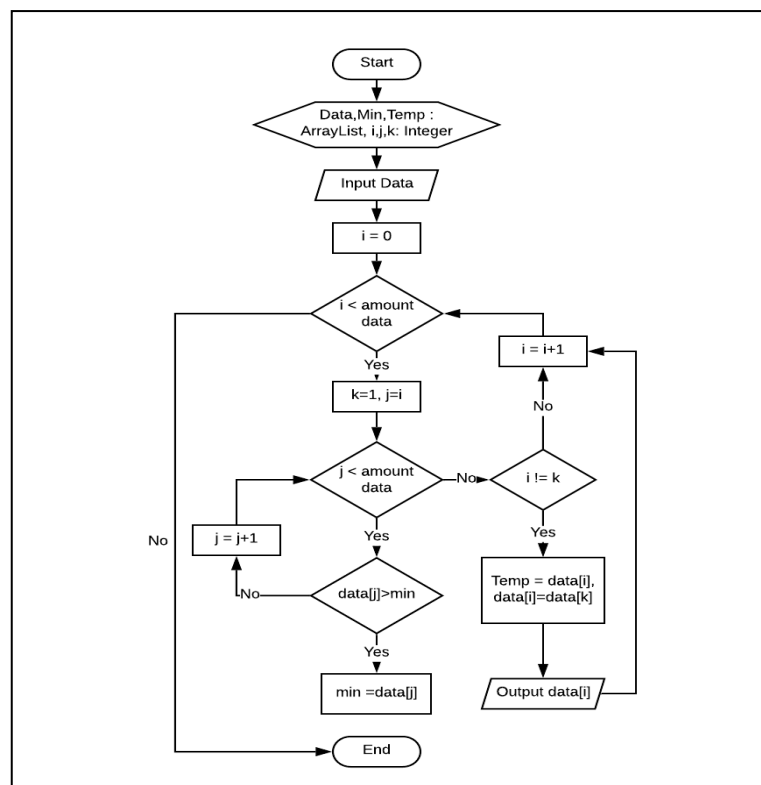 Start
Data,Min,Temp :
ArrayList, i,j,k: Integer
Input Data
i = 0
i < amount
data
Yes
k=1, j=i
j < amount
data
Yes
data[j]>min
Yes
min =data[j]
No
j = j+1
No
i != k
No
i = i+1
Yes
Temp = data[i],
data[i]=data[k]
Output data[i]
No
End